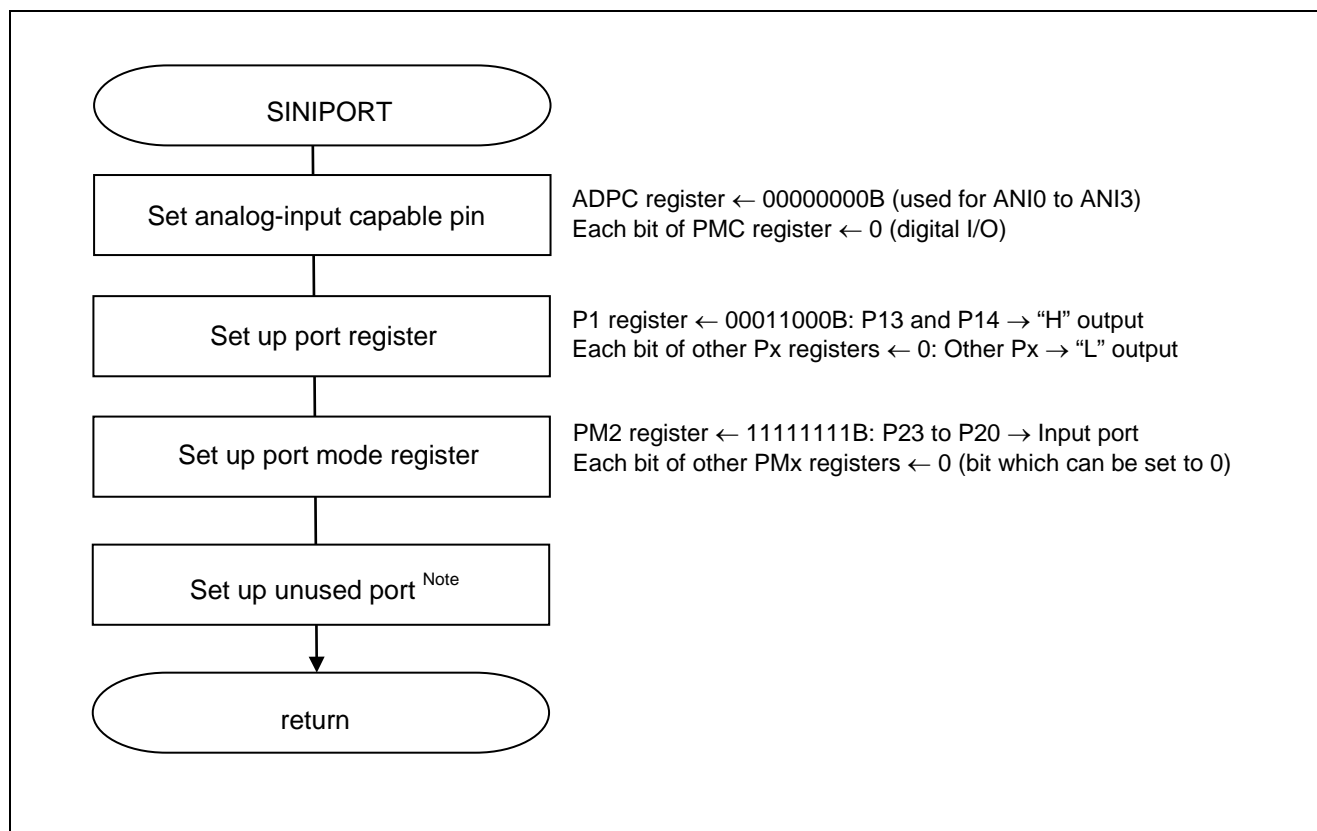 SINIPORT
Set analog-input capable pin
ADPC register ← 00000000B (used for ANI0 to ANI3)
Each bit of PMC register ← 0 (digital I/O)
Set up port register
P1 register ← 00011000B: P13 and P14 → “H” output
Each bit of other Px registers ← 0: Other Px → “L” output
Set up port mode register
PM2 register ← 11111111B: P23 to P20 → Input port
Each bit of other PMx registers ← 0 (bit which can be set to 0)
Set up unused port Note
return